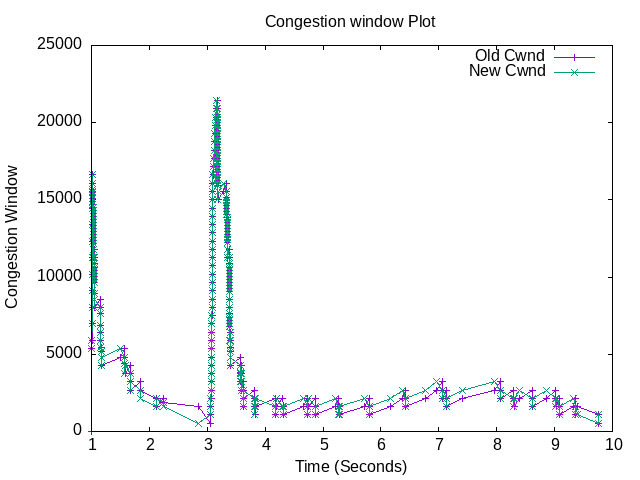 Congestion window Plot
25000
20000
15000
10000
5000
0
Congestion Window
Old Cwnd
New Cwnd
1 2 3 4 5 6 7 8 9 10
Time (Seconds)